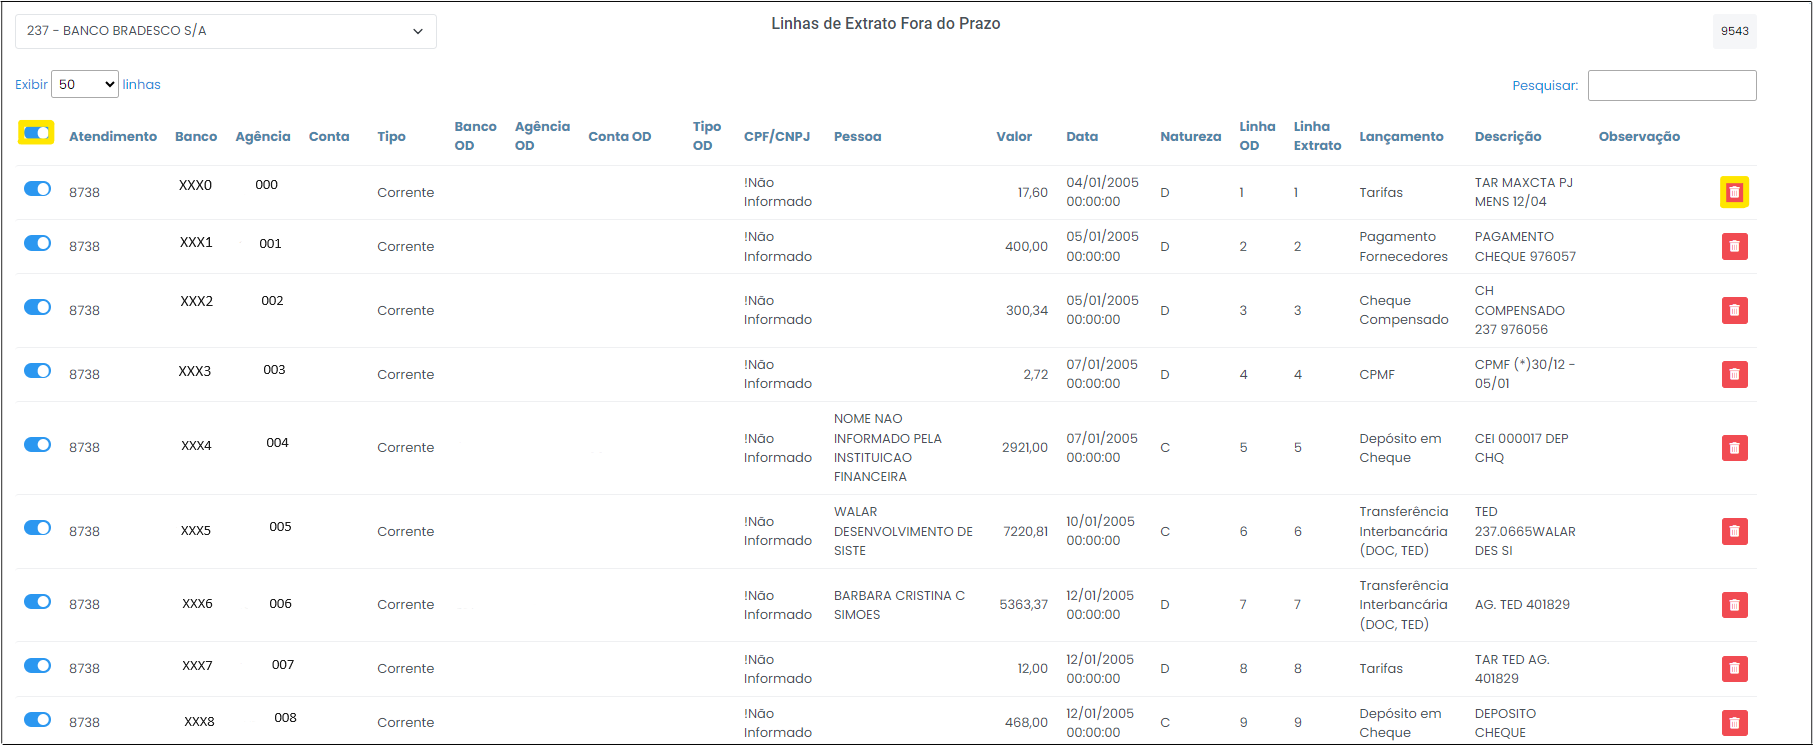 237 - BANCO BRADESCO S/A
Linhas de Extrato Fora do Prazo
9543
Exibir 50 linhas
Pesquisar:
Atendimento Banco Agência Conta Tipo Banco OD Agência OD Conta OD Tipo OD CPF/CNPJ Pessoa Valor Data Natureza Linha OD Linha Extrato Lançamento Descrição Observação
8738 XXX0 000 Corrente !Não Informado 17,60 04/01/2005 00:00:00 D 1 1 Tarifas TAR MAXCTA PJ MENS 12/04
8738 XXX1 001 Corrente !Não Informado 400,00 05/01/2005 00:00:00 D 2 2 Pagamento Fornecedores PAGAMENTO CHEQUE 976057
8738 XXX2 002 Corrente !Não Informado 300,34 05/01/2005 00:00:00 D 3 3 Cheque Compensado CH COMPENSADO 237 976056
8738 XXX3 003 Corrente !Não Informado 2,72 07/01/2005 00:00:00 D 4 4 CPMF CPMF (*)30/12 - 05/01
8738 XXX4 004 Corrente !Não Informado NOME NAO INFORMADO PELA INSTITUICAO FINANCEIRA 2921,00 07/01/2005 00:00:00 C 5 5 Depósito em Cheque CEI 000017 DEP CHQ
8738 XXX5 005 Corrente !Não Informado WALAR DESENVOLVIMENTO DE SISTE 7220,81 10/01/2005 00:00:00 C 6 6 Transferência Interbancária (DOC, TED) TED 237.0665WALAR DES SI
8738 XXX6 006 Corrente !Não Informado BARBARA CRISTINA C SIMOES 5363,37 12/01/2005 00:00:00 D 7 7 Transferência Interbancária (DOC, TED) AG. TED 401829
8738 XXX7 007 Corrente !Não Informado 12,00 12/01/2005 00:00:00 D 8 8 Tarifas TAR TED AG. 401829
8738 XXX8 008 Corrente !Não Informado 468,00 12/01/2005 00:00:00 C 9 9 Depósito em Cheque DEPOSITO CHEQUE